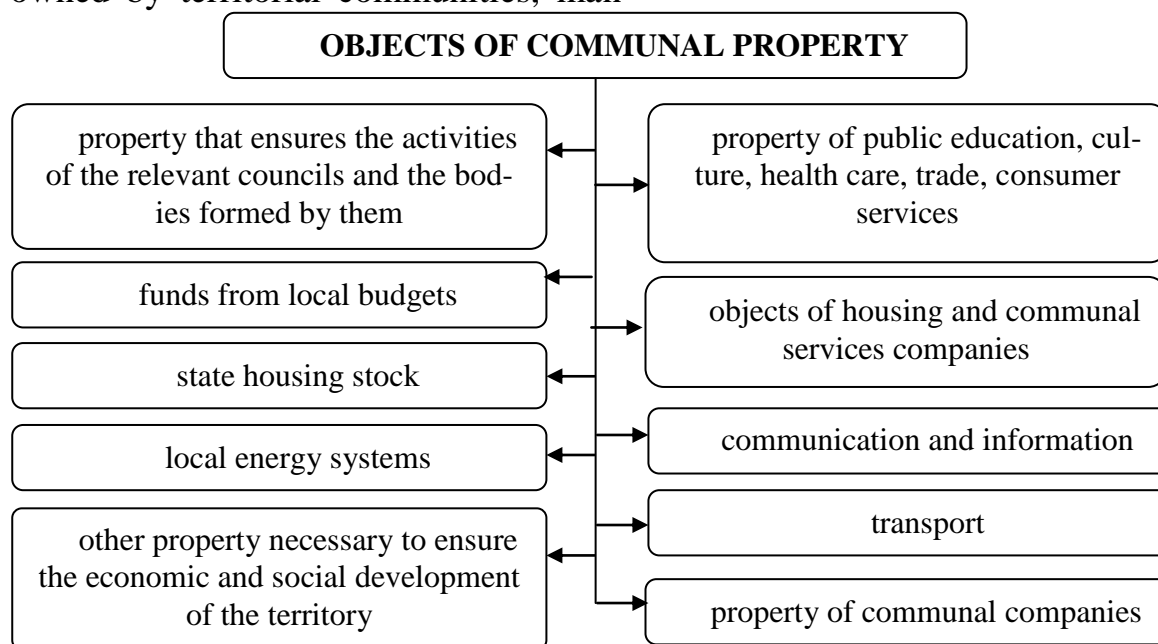 owned by territorial communities, man-
OBJECTS OF COMMUNAL PROPERTY
property that ensures the activities
of the relevant councils and the bod-
ies formed by them
funds from local budgets
state housing stock
local energy systems
other property necessary to ensure
the economic and social development
of the territory
property of public education, cul-
ture, health care, trade, consumer
services
objects of housing and communal
services companies
communication and information
transport
property of communal companies